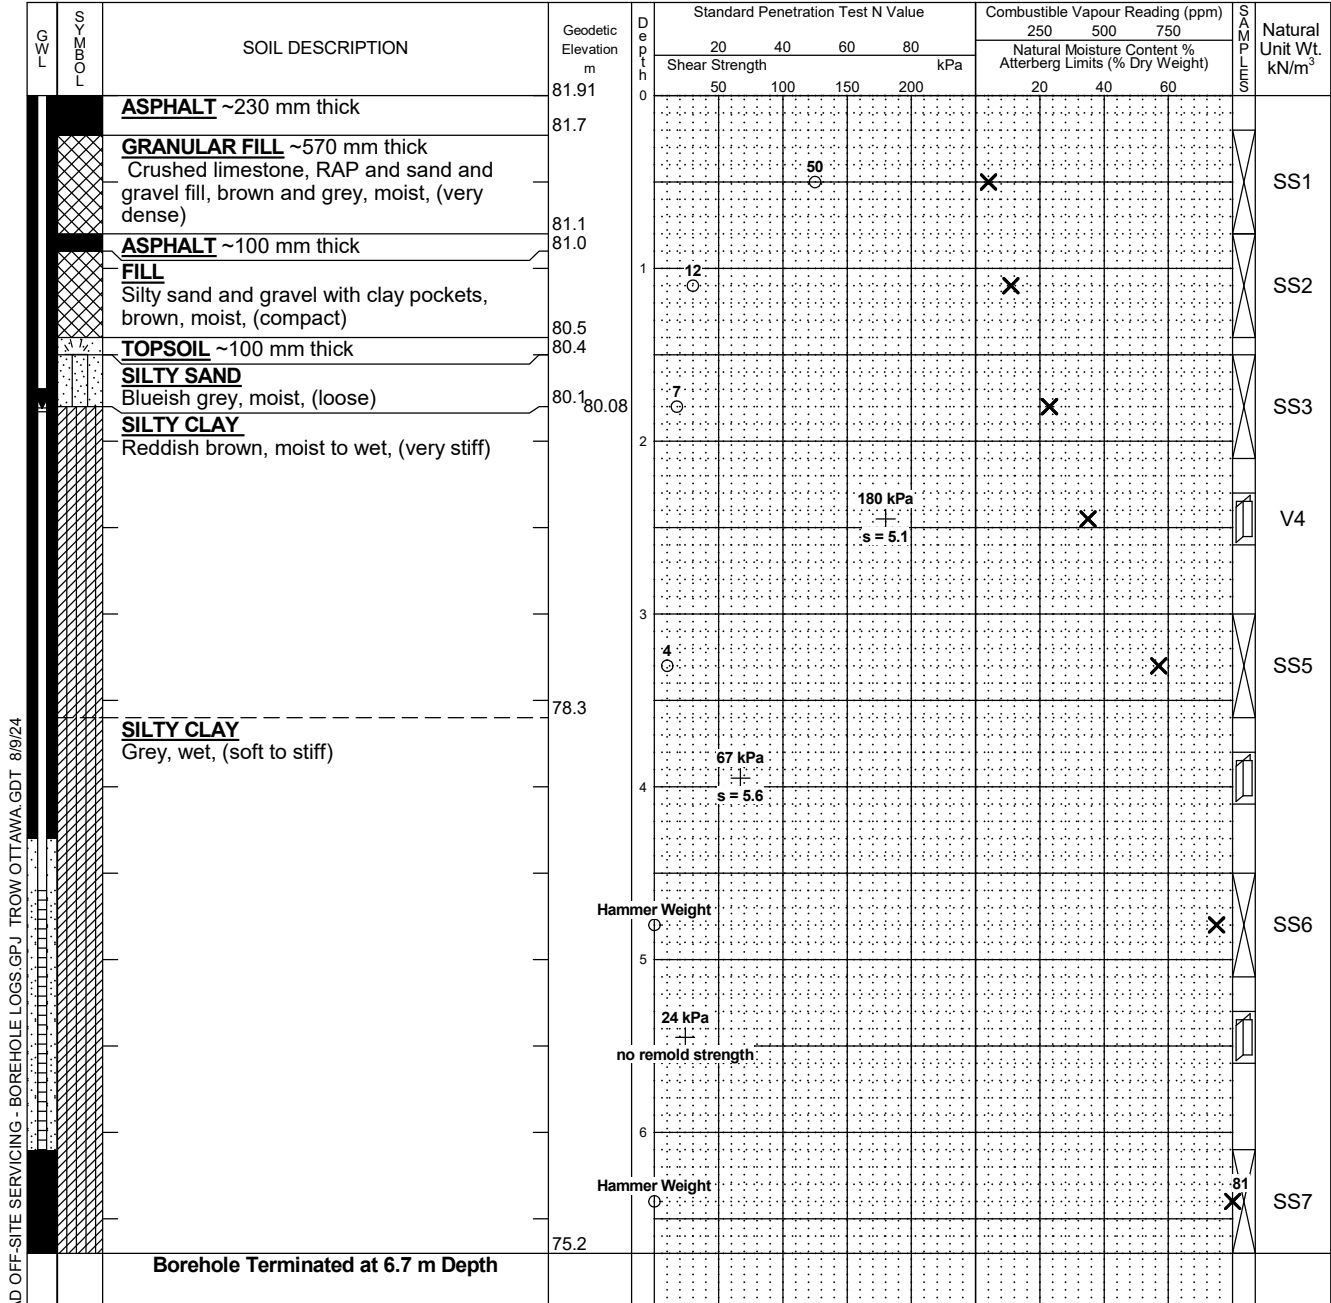 GWL
SYMBOL
SOIL DESCRIPTION
Geodetic
Elevation
m
Depth
Standard Penetration Test N Value
20 40 60 80
Shear Strength kPa
50 100 150 200
Combustible Vapour Reading (ppm)
250 500 750
Natural Moisture Content %
Atterberg Limits (% Dry Weight)
20 40 60
SAMPLES
Natural
Unit Wt.
kN/m3
81.91
0
ASPHALT ~230 mm thick
81.7
GRANULAR FILL ~570 mm thick
Crushed limestone, RAP and sand and
gravel fill, brown and grey, moist, (very
dense)
50
SS1
81.1
ASPHALT ~100 mm thick
81.0
FILL
Silty sand and gravel with clay pockets,
brown, moist, (compact)
1
12
SS2
80.5
TOPSOIL ~100 mm thick
80.4
SILTY SAND
Blueish grey, moist, (loose)
80.1
80.08
7
SS3
SILTY CLAY
Reddish brown, moist to wet, (very stiff)
2
180 kPa
s = 5.1
V4
3
4
SS5
78.3
SILTY CLAY
Grey, wet, (soft to stiff)
67 kPa
s = 5.6
4
Hammer Weight
SS6
5
24 kPa
no remold strength
6
Hammer Weight
81
SS7
75.2
Borehole Terminated at 6.7 m Depth
OFF-SITE SERVICING - BOREHOLE LOGS.GPJ TROW OTTAWA.GDT 8/9/24